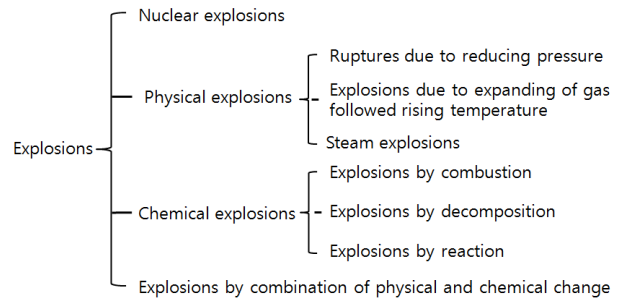 Nuclear explosions
Ruptures due to reducing pressure
Physical explosions
Explosions due to expanding of gas
followed rising temperature
Steam explosions
Explosions
Explosions by combustion
Chemical explosions
Explosions by decomposition
Explosions by reaction
Explosions by combination of physical and chemical change